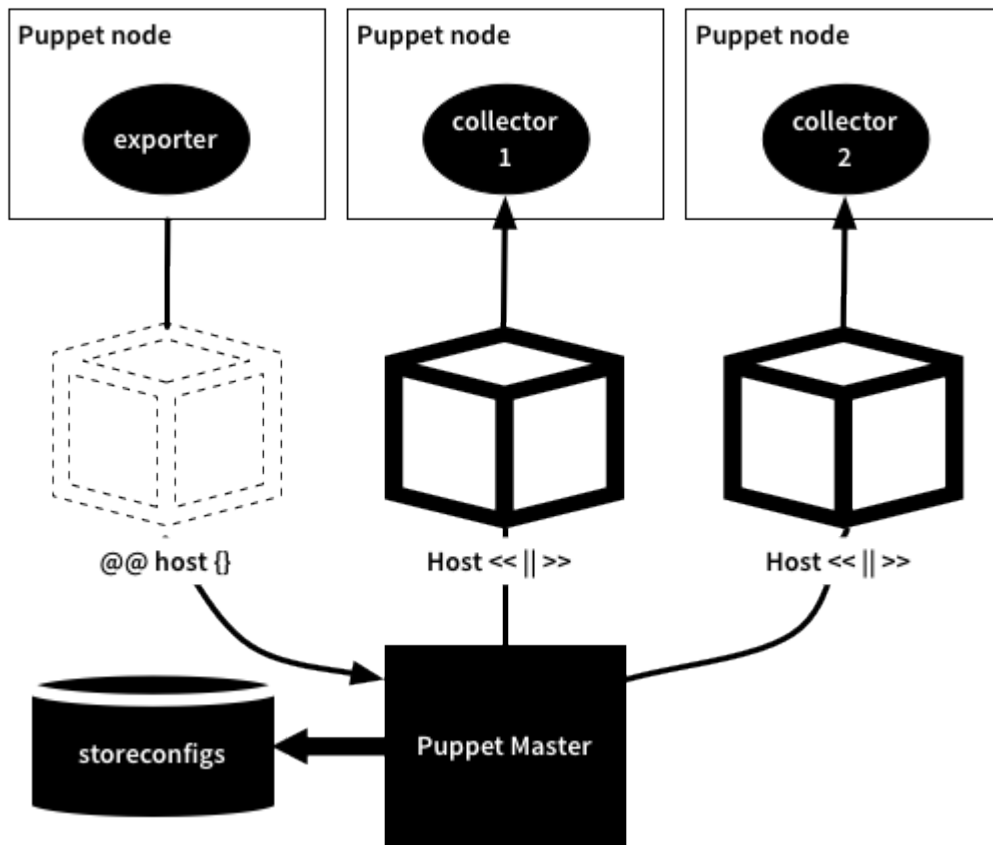 Puppet node
Puppet node
Puppet node
exporter
collector
1
collector
2
@@ host {}
Host << || >>
Host << || >>
storeconfigs
Puppet Master